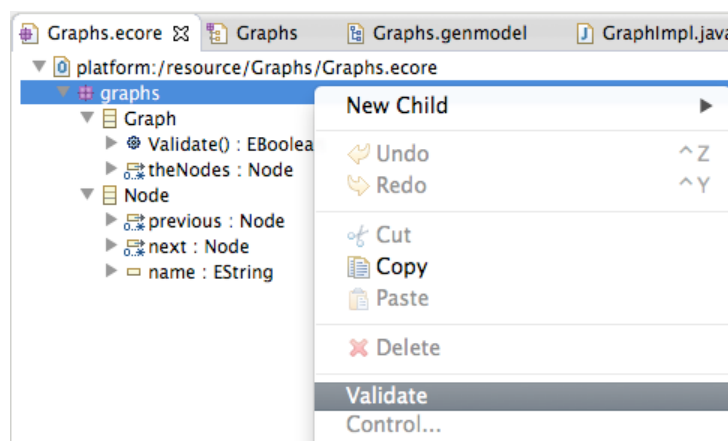 Graphs.ecore Graphs Graphs.genmodel GraphImpl.java
platform:/resource/Graphs/Graphs.ecore
graphs
New Child
Graph
Validate() : EBoolea
theNodes : Node
Undo ^Z
Redo ^Y
Node
previous : Node
next : Node
name : EString
Cut
Copy
Paste
Delete
Validate
Control...